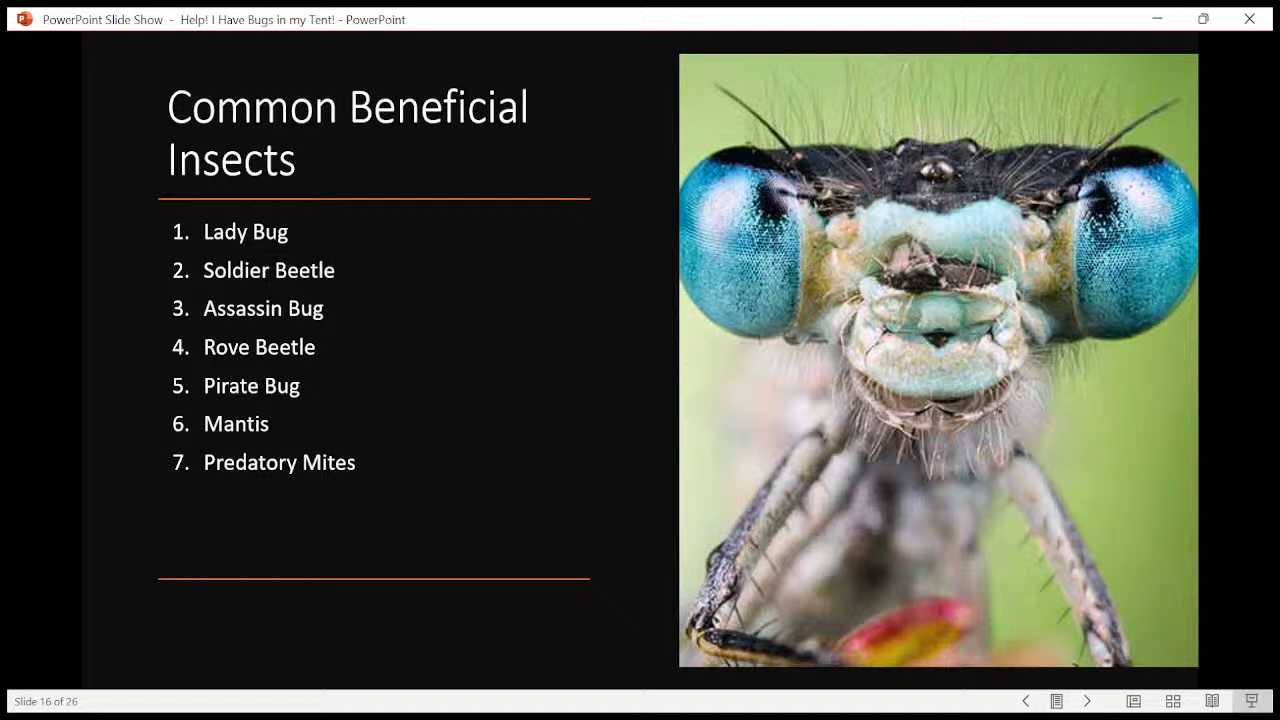 PowerPoint Slide Show - Help! I Have Bugs in my Tent! - PowerPoint
Common Beneficial
Insects
1. Lady Bug
2. Soldier Beetle
3. Assassin Bug
4. Rove Beetle
5. Pirate Bug
6. Mantis
7. Predatory Mites
Slide 16 of 26